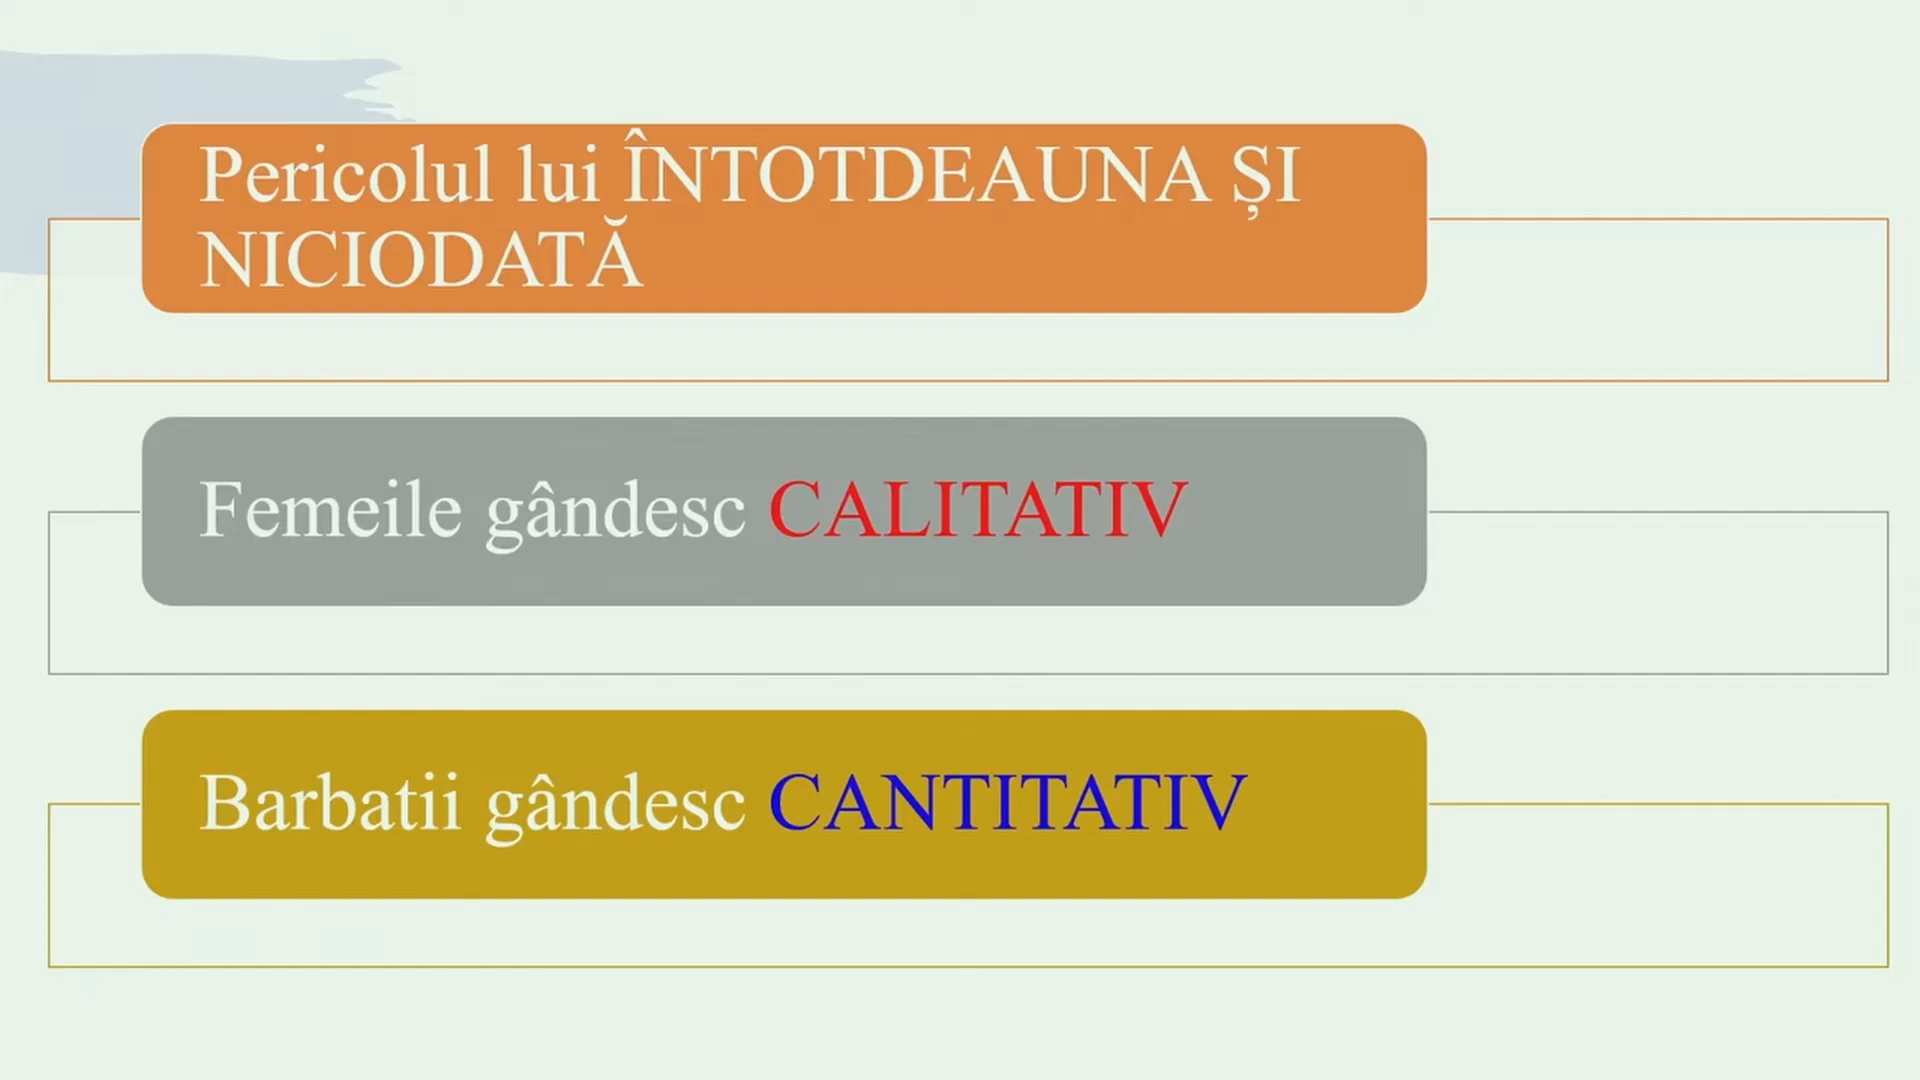 Pericolul lui ÎNTOTDEAUNA ȘI
NICIODATĂ
Femeile gândesc CALITATIV
Barbatii gândesc CANTITATIV